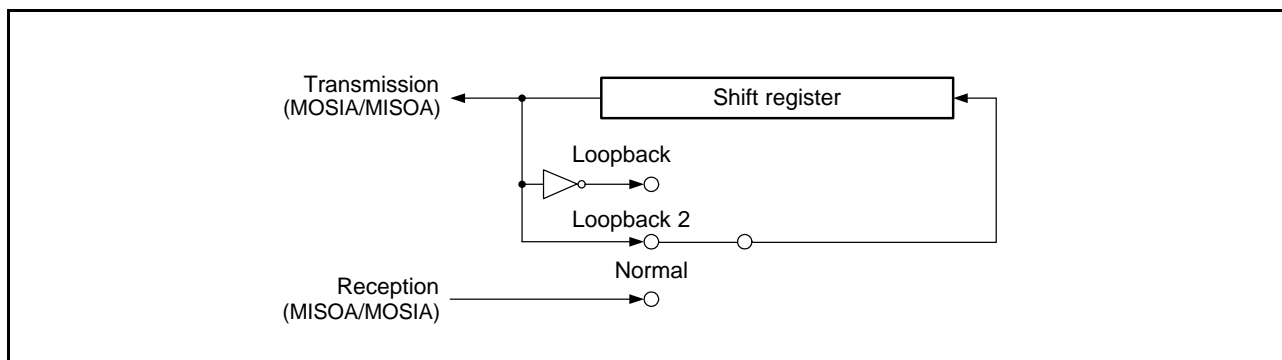 Transmission
(MOSIA/MISOA)
Shift register
Loopback
Loopback 2
Normal
Reception
(MISOA/MOSIA)